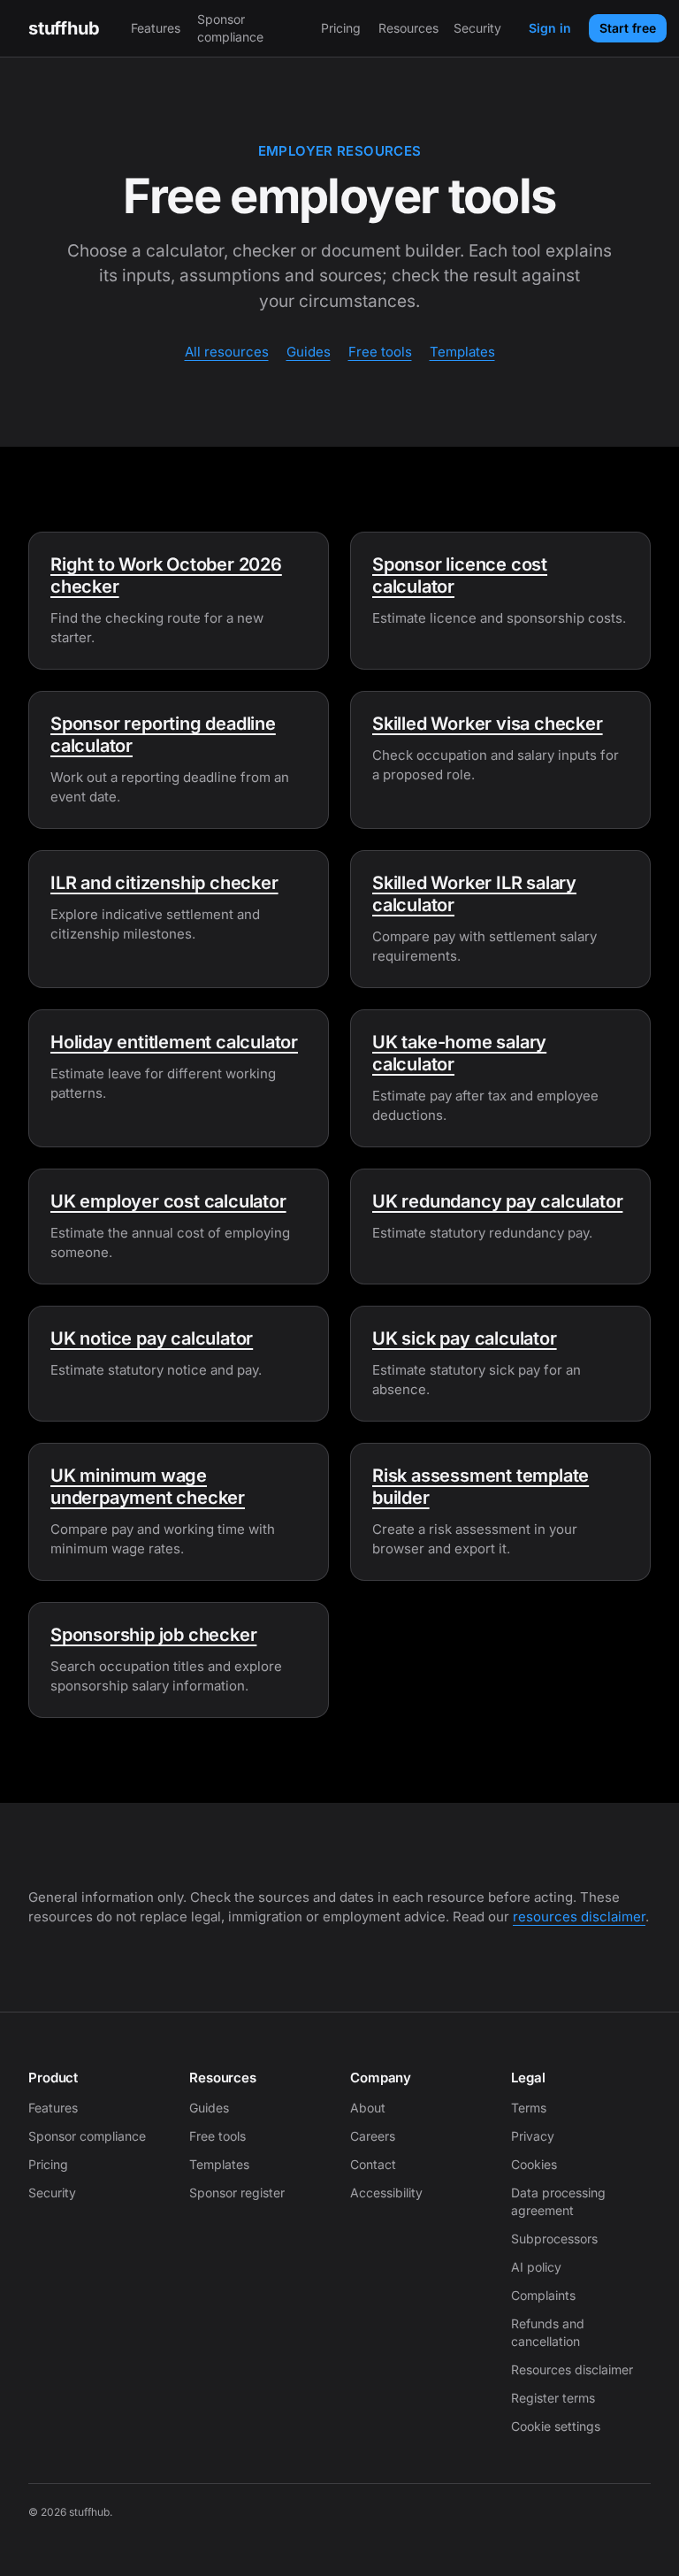 stuffhub
Features
Sponsor
compliance
Pricing
Resources
Security
Sign in
Start free
EMPLOYER RESOURCES
Free employer tools
Choose a calculator, checker or document builder. Each tool explains
its inputs, assumptions and sources; check the result against
your circumstances.
All resources
Guides
Free tools
Templates
Right to Work October 2026
checker
Find the checking route for a new
starter.
Sponsor licence cost
calculator
Estimate licence and sponsorship costs.
Sponsor reporting deadline
calculator
Work out a reporting deadline from an
event date.
Skilled Worker visa checker
Check occupation and salary inputs for
a proposed role.
ILR and citizenship checker
Explore indicative settlement and
citizenship milestones.
Skilled Worker ILR salary
calculator
Compare pay with settlement salary
requirements.
Holiday entitlement calculator
Estimate leave for different working
patterns.
UK take-home salary
calculator
Estimate pay after tax and employee
deductions.
UK employer cost calculator
Estimate the annual cost of employing
someone.
UK redundancy pay calculator
Estimate statutory redundancy pay.
UK notice pay calculator
Estimate statutory notice and pay.
UK sick pay calculator
Estimate statutory sick pay for an
absence.
UK minimum wage
underpayment checker
Compare pay and working time with
minimum wage rates.
Risk assessment template
builder
Create a risk assessment in your
browser and export it.
Sponsorship job checker
Search occupation titles and explore
sponsorship salary information.
General information only. Check the sources and dates in each resource before acting. These
resources do not replace legal, immigration or employment advice. Read our resources disclaimer.
Product
Features
Sponsor compliance
Pricing
Security
Resources
Guides
Free tools
Templates
Sponsor register
Company
About
Careers
Contact
Accessibility
Legal
Terms
Privacy
Cookies
Data processing
agreement
Subprocessors
AI policy
Complaints
Refunds and
cancellation
Resources disclaimer
Register terms
Cookie settings
© 2026 stuffhub.